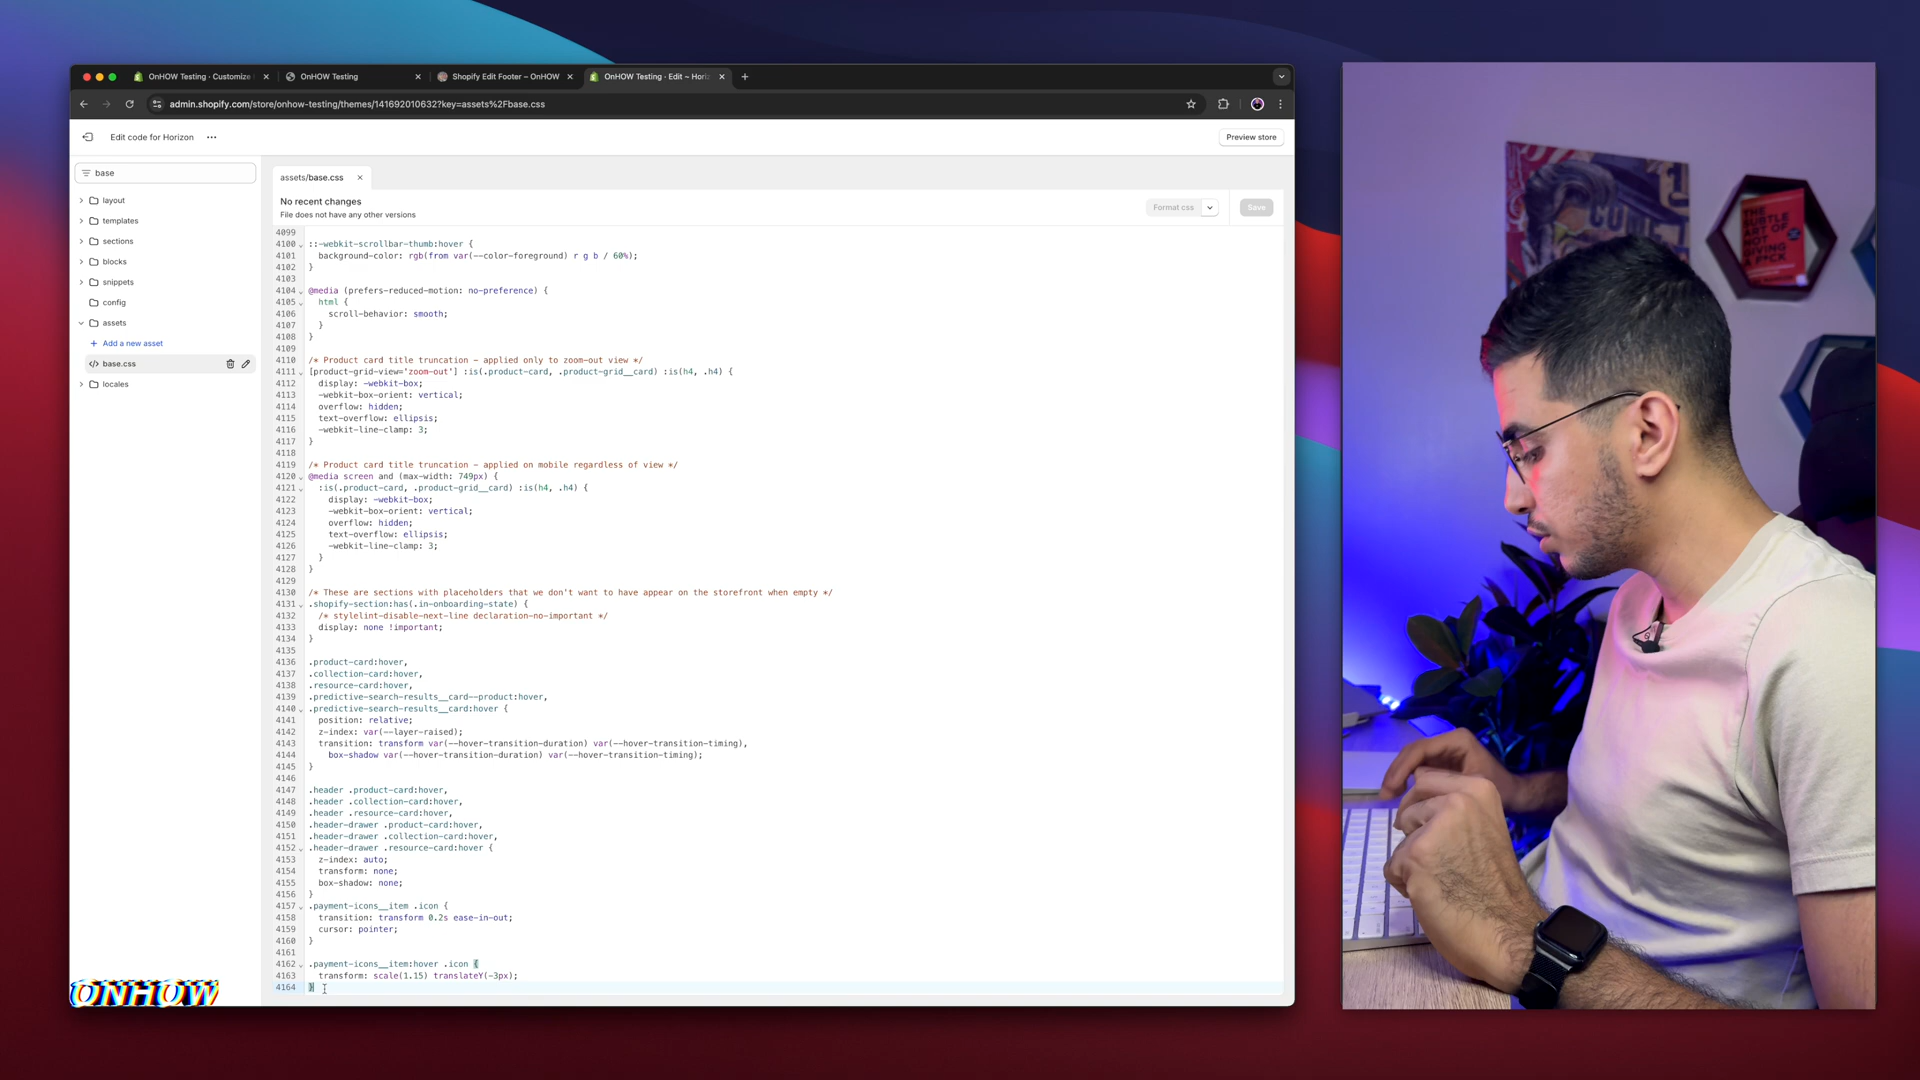 OnHOW Testing · Customize
OnHOW Testing
Shopify Edit Footer ~ OnHOW
OnHOW Testing · Edit ~ Hori
admin.shopify.com/store/onhow-testing/themes/141692010632?key=assets%2Fbase.css
Edit code for Horizon
Preview store
base
layout
templates
sections
blocks
snippets
config
assets
Add a new asset
base.css
locales
assets/base.css
No recent changes
File does not have any other versions
Format css
Save
4099
4100 ::-webkit-scrollbar-thumb:hover {
4101 background-color: rgb(from var(--color-foreground) r g b / 60%);
4102 }
4103
4104 @media (prefers-reduced-motion: no-preference) {
4105 html {
4106 scroll-behavior: smooth;
4107 }
4108 }
4109
4110 /* Product card title truncation - applied only to zoom-out view */
4111 [product-grid-view='zoom-out'] :is(.product-card, .product-grid__card) :is(h4, .h4) {
4112 display: -webkit-box;
4113 -webkit-box-orient: vertical;
4114 overflow: hidden;
4115 text-overflow: ellipsis;
4116 -webkit-line-clamp: 3;
4117 }
4118
4119 /* Product card title truncation - applied on mobile regardless of view */
4120 @media screen and (max-width: 749px) {
4121 :is(.product-card, .product-grid__card) :is(h4, .h4) {
4122 display: -webkit-box;
4123 -webkit-box-orient: vertical;
4124 overflow: hidden;
4125 text-overflow: ellipsis;
4126 -webkit-line-clamp: 3;
4127 }
4128 }
4129
4130 /* These are sections with placeholders that we don't want to have appear on the storefront when empty */
4131 .shopify-section:has(.in-onboarding-state) {
4132 /* stylelint-disable-next-line declaration-no-important */
4133 display: none !important;
4134 }
4135
4136 .product-card:hover,
4137 .collection-card:hover,
4138 .resource-card:hover,
4139 .predictive-search-results__card--product:hover,
4140 .predictive-search-results__card:hover {
4141 position: relative;
4142 z-index: var(--layer-raised);
4143 transition: transform var(--hover-transition-duration) var(--hover-transition-timing),
4144 box-shadow var(--hover-transition-duration) var(--hover-transition-timing);
4145 }
4146
4147 .header .product-card:hover,
4148 .header .collection-card:hover,
4149 .header .resource-card:hover,
4150 .header-drawer .product-card:hover,
4151 .header-drawer .collection-card:hover,
4152 .header-drawer .resource-card:hover {
4153 z-index: auto;
4154 transform: none;
4155 box-shadow: none;
4156 }
4157 .payment-icons__item .icon {
4158 transition: transform 0.2s ease-in-out;
4159 cursor: pointer;
4160 }
4161
4162 .payment-icons__item:hover .icon {
4163 transform: scale(1.15) translateY(-3px);
4164 }
ONHOW
THE
SUBTLE
ART OF
NOT
GIVING
A F*CK